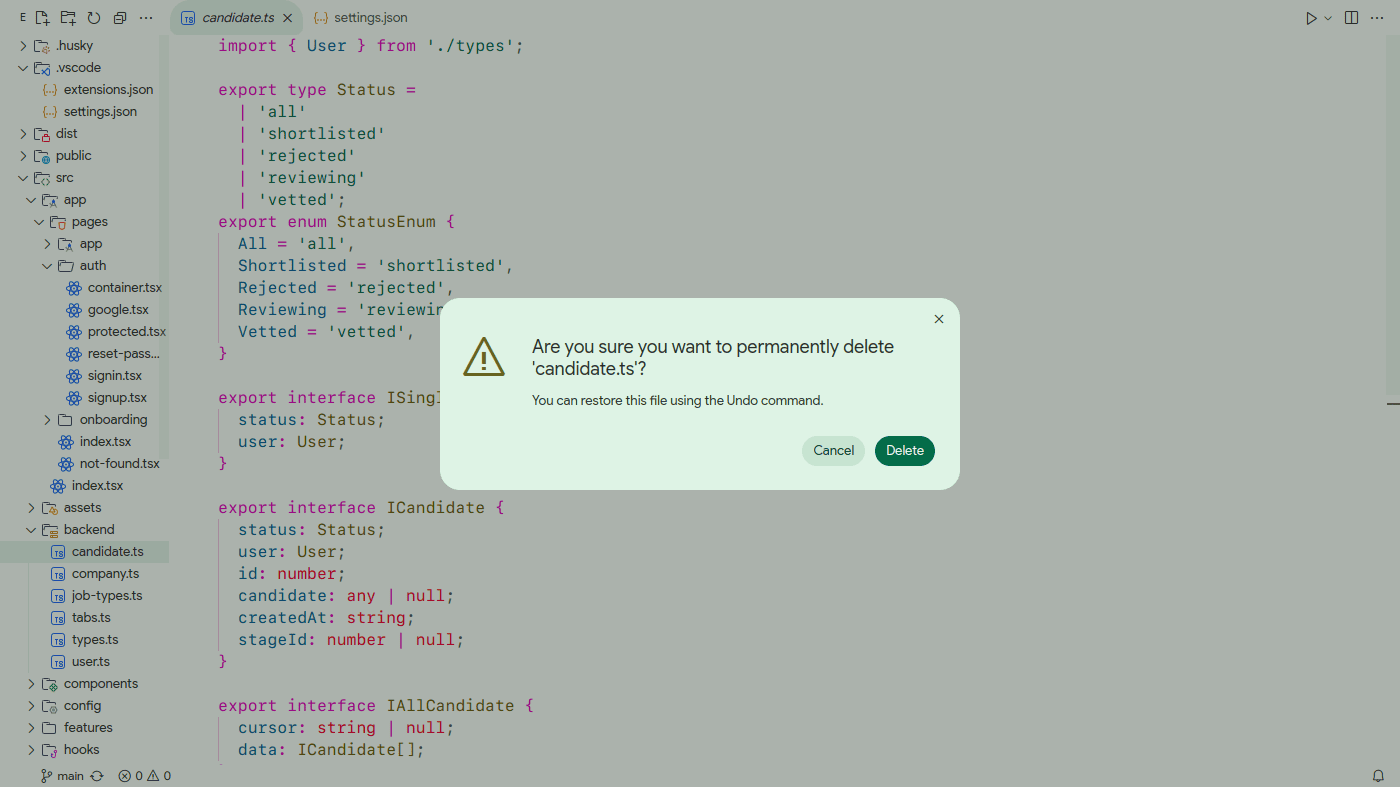 E
candidate.ts
settings.json
.husky
.vscode
extensions.json
settings.json
dist
public
src
app
pages
app
auth
container.tsx
google.tsx
protected.tsx
reset-pass...
signin.tsx
signup.tsx
onboarding
index.tsx
not-found.tsx
index.tsx
assets
backend
candidate.ts
company.ts
job-types.ts
tabs.ts
types.ts
user.ts
components
config
features
hooks
import { User } from './types';
export type Status =
| 'all'
| 'shortlisted'
| 'rejected'
| 'reviewing'
| 'vetted';
export enum StatusEnum {
All = 'all',
Shortlisted = 'shortlisted',
Rejected = 'rejected',
Reviewing = 'reviewin
Vetted = 'vetted',
}
export interface ISingl
status: Status;
user: User;
}
export interface ICandidate {
status: Status;
user: User;
id: number;
candidate: any | null;
createdAt: string;
stageId: number | null;
}
export interface IAllCandidate {
cursor: string | null;
data: ICandidate[];
Are you sure you want to permanently delete
'candidate.ts'?
You can restore this file using the Undo command.
Cancel
Delete
main
0
0